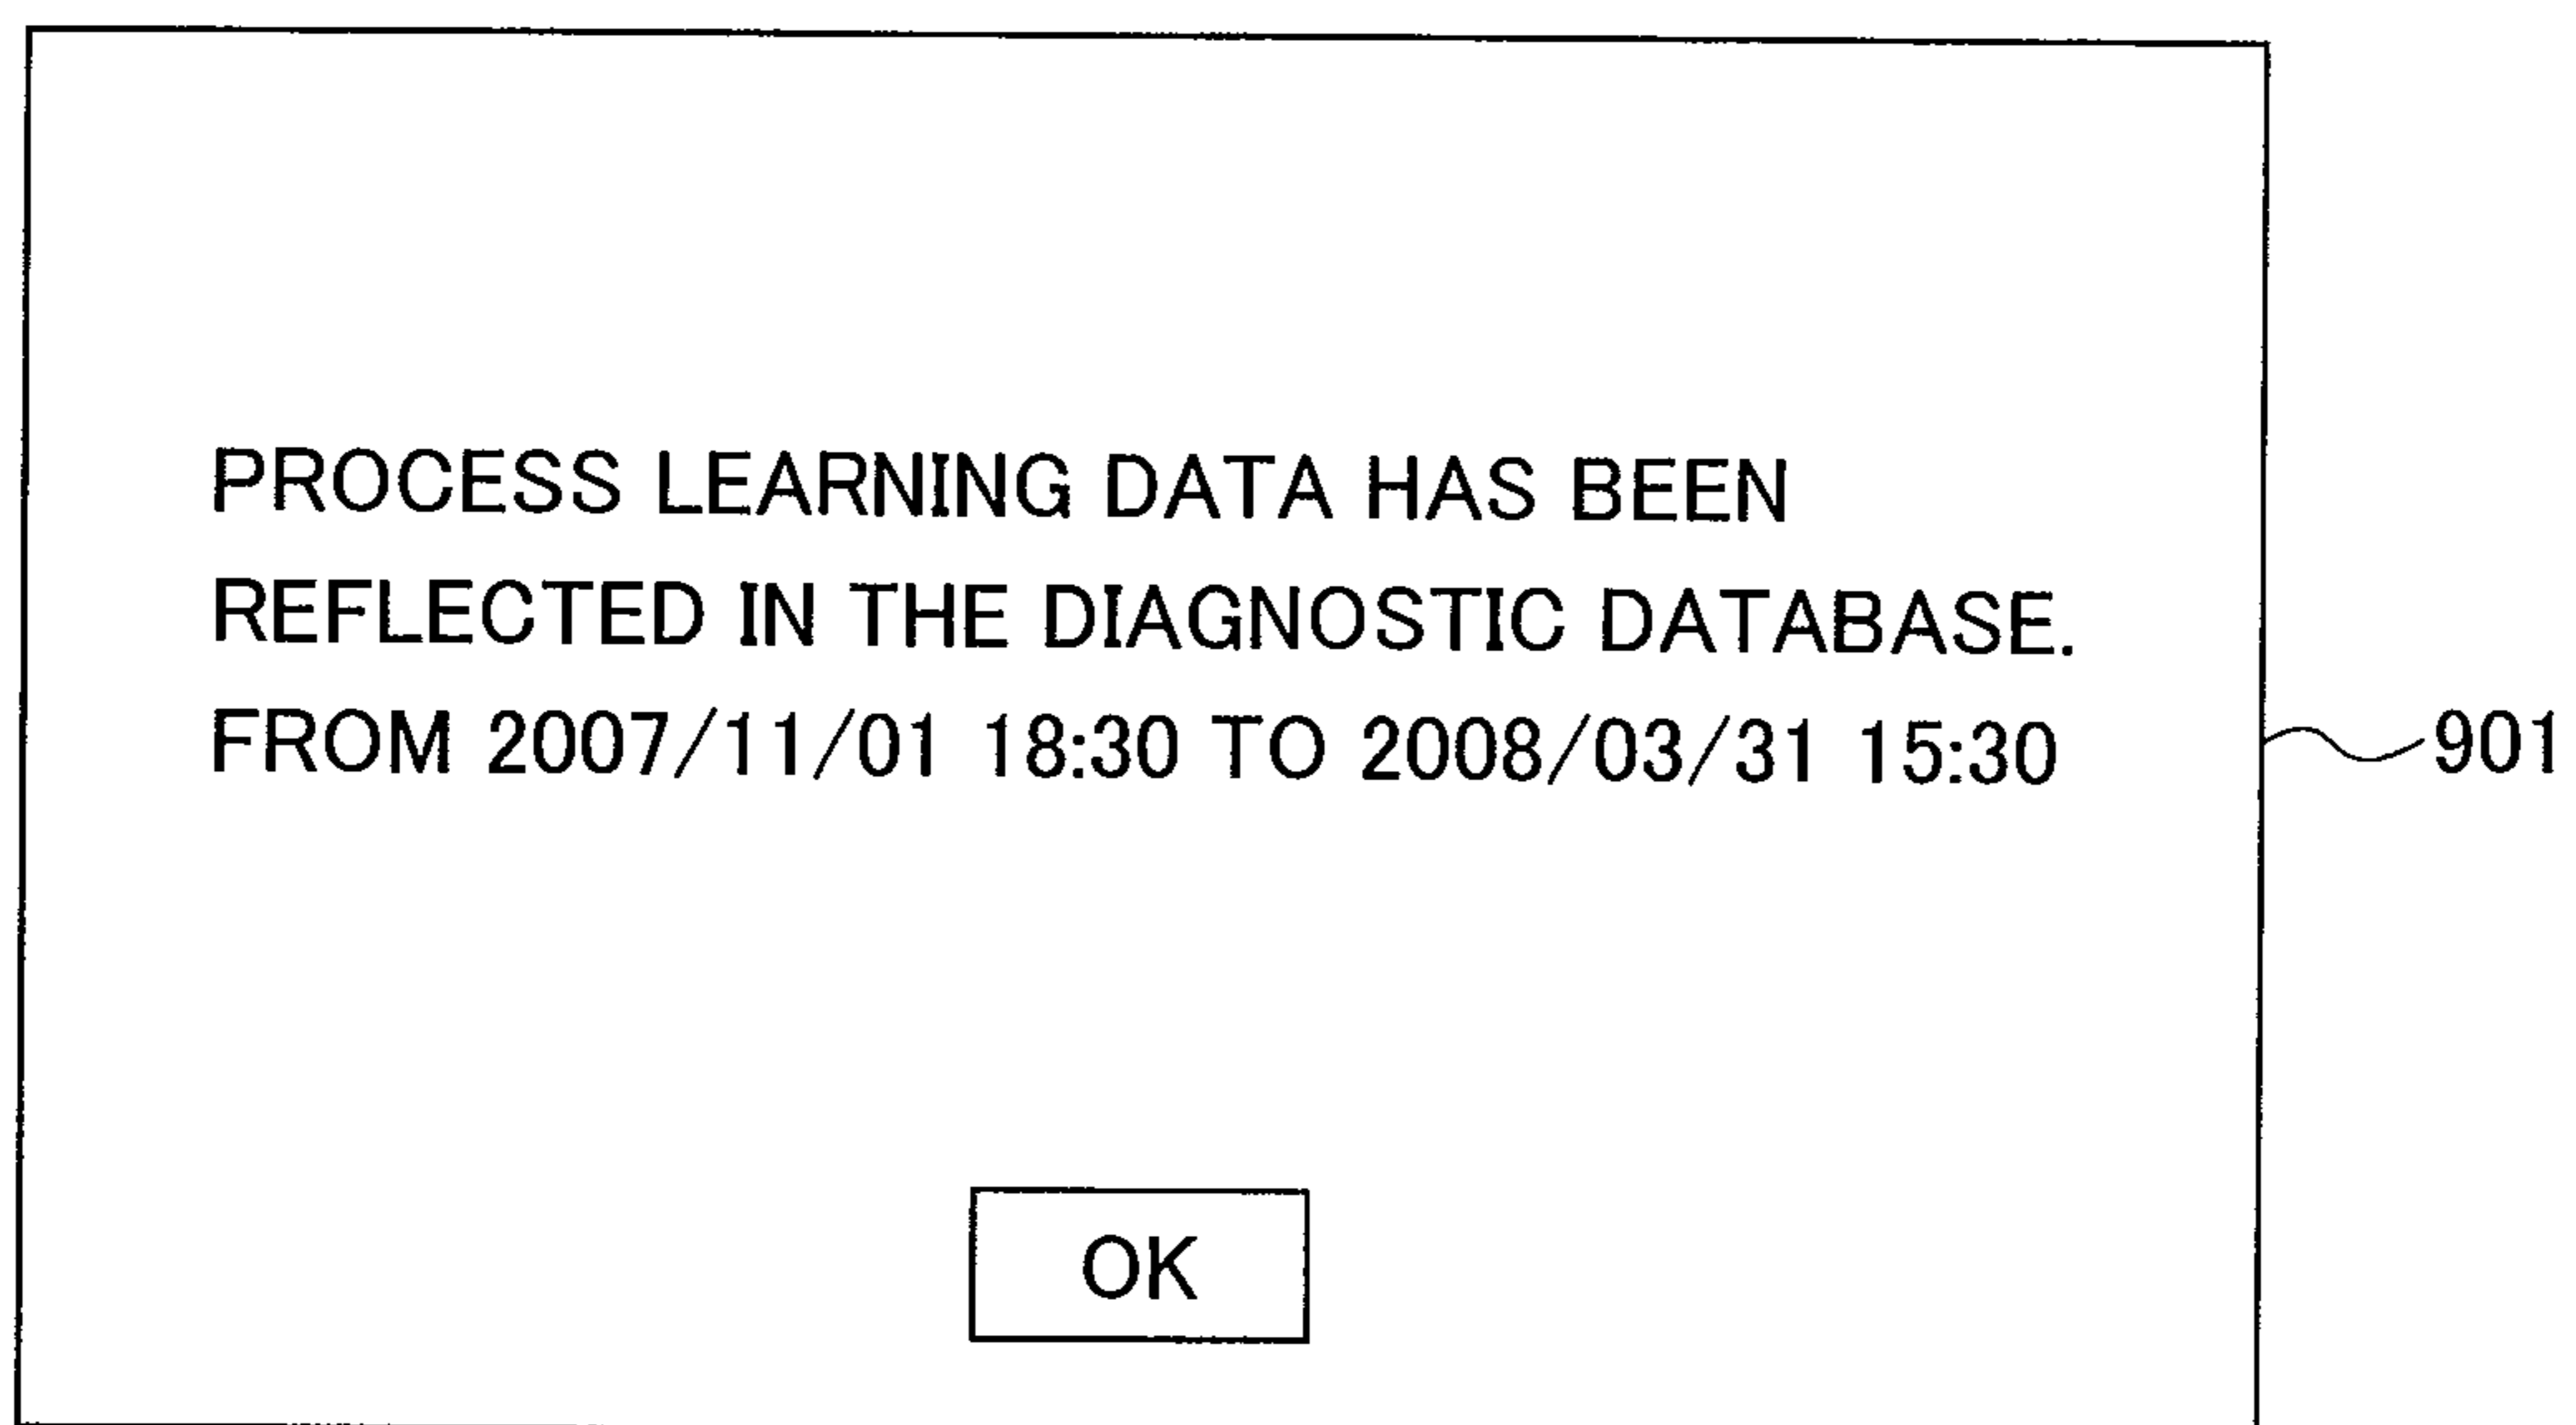 PROCESS LEARNING DATA HAS BEEN
REFLECTED IN THE DIAGNOSTIC DATABASE.
FROM 2007/11/01 18:30 TO 2008/03/31 15:30
901
OK